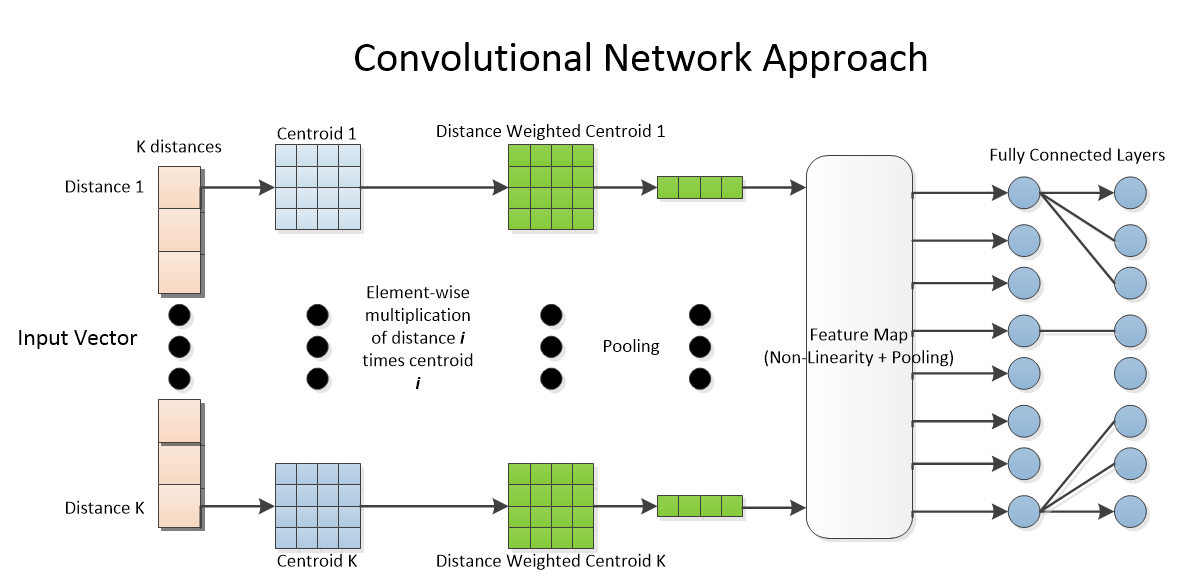 Convolutional Network Approach
K distances
Centroid 1
Distance Weighted Centroid 1
Fully Connected Layers
Distance 1
Input Vector
Element-wise
multiplication
of distance i
times centroid
i
Pooling
Feature Map
(Non-Linearity + Pooling)
Distance K
Centroid K
Distance Weighted Centroid K